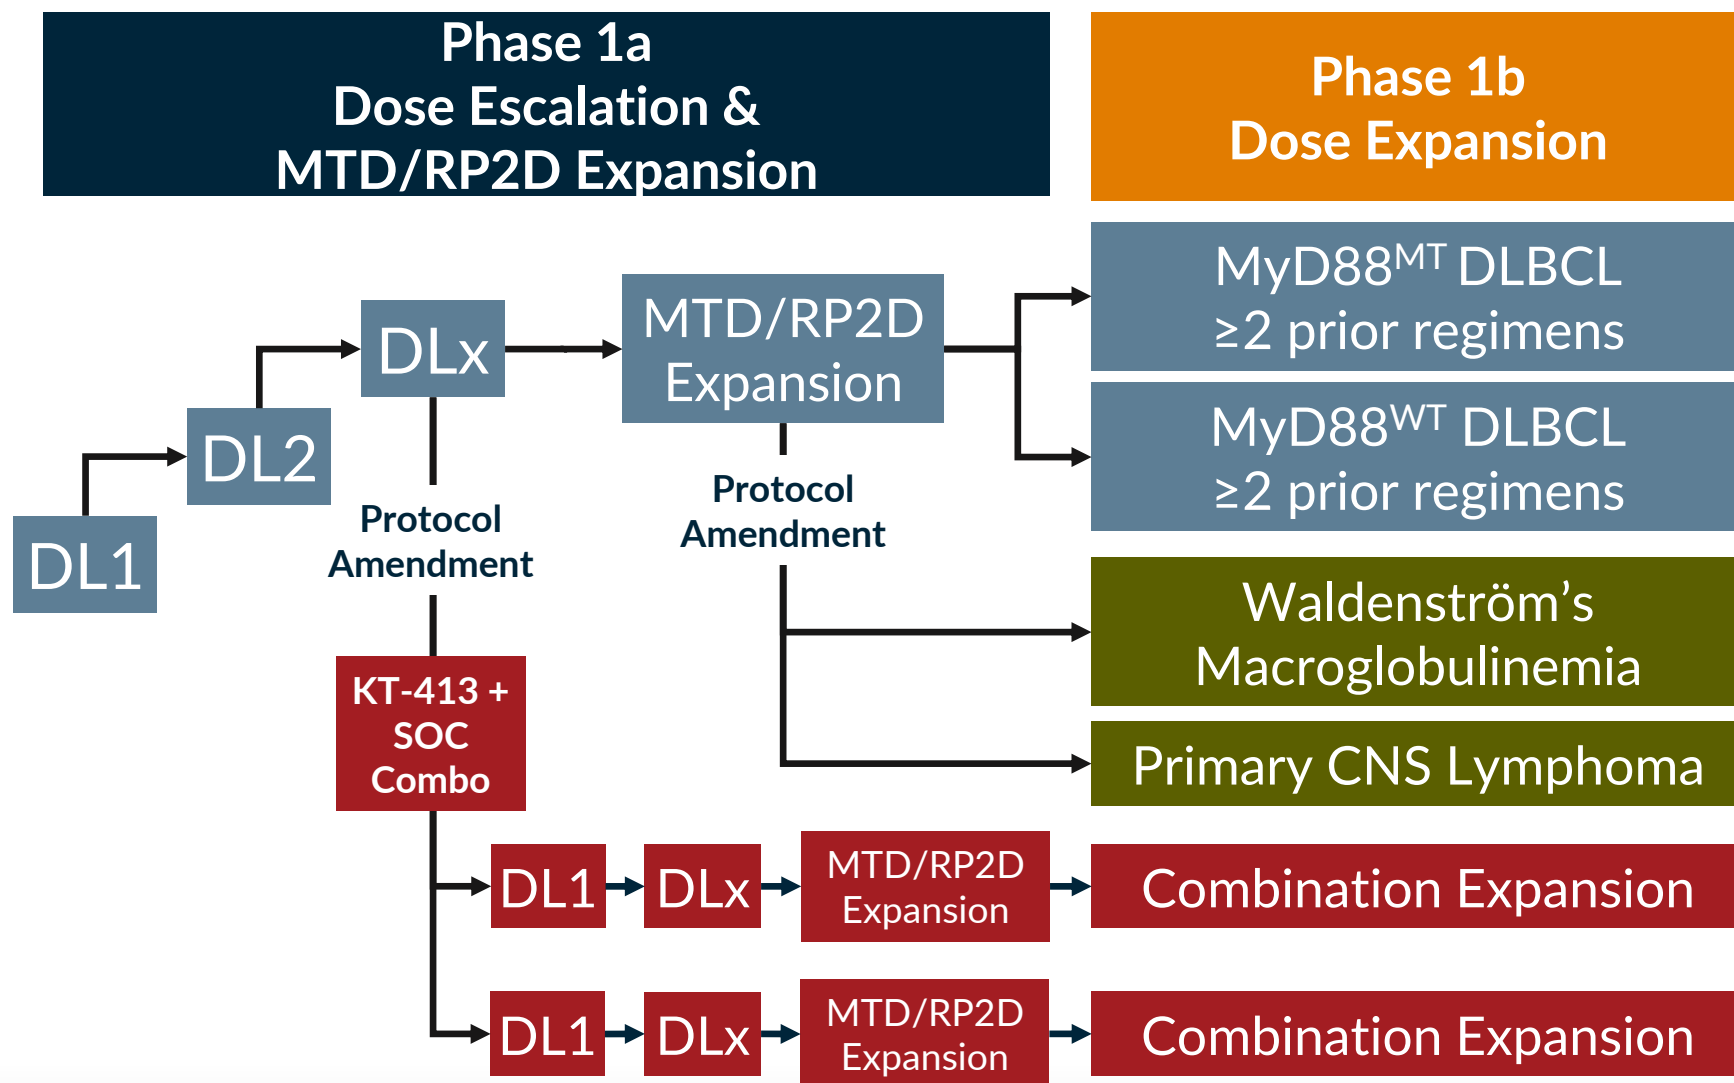 Phase 1a
Dose Escalation &
MTD/RP2D Expansion
Phase 1b
Dose Expansion
DL1
DL2
DLx
MTD/RP2D
Expansion
MyD88ᴹᵀ DLBCL
≥2 prior regimens
MyD88ᵂᵀ DLBCL
≥2 prior regimens
Protocol
Amendment
Protocol
Amendment
Waldenström’s
Macroglobulinemia
Primary CNS Lymphoma
KT-413 +
SOC
Combo
DL1
DLx
MTD/RP2D
Expansion
Combination Expansion
DL1
DLx
MTD/RP2D
Expansion
Combination Expansion